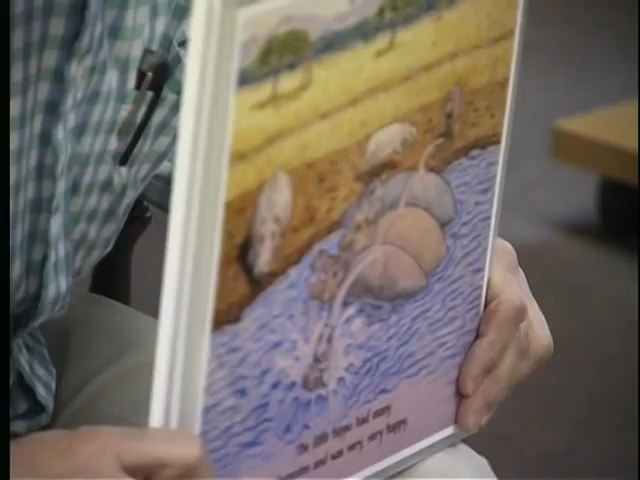 The little hippo had many
and was very, very happy.